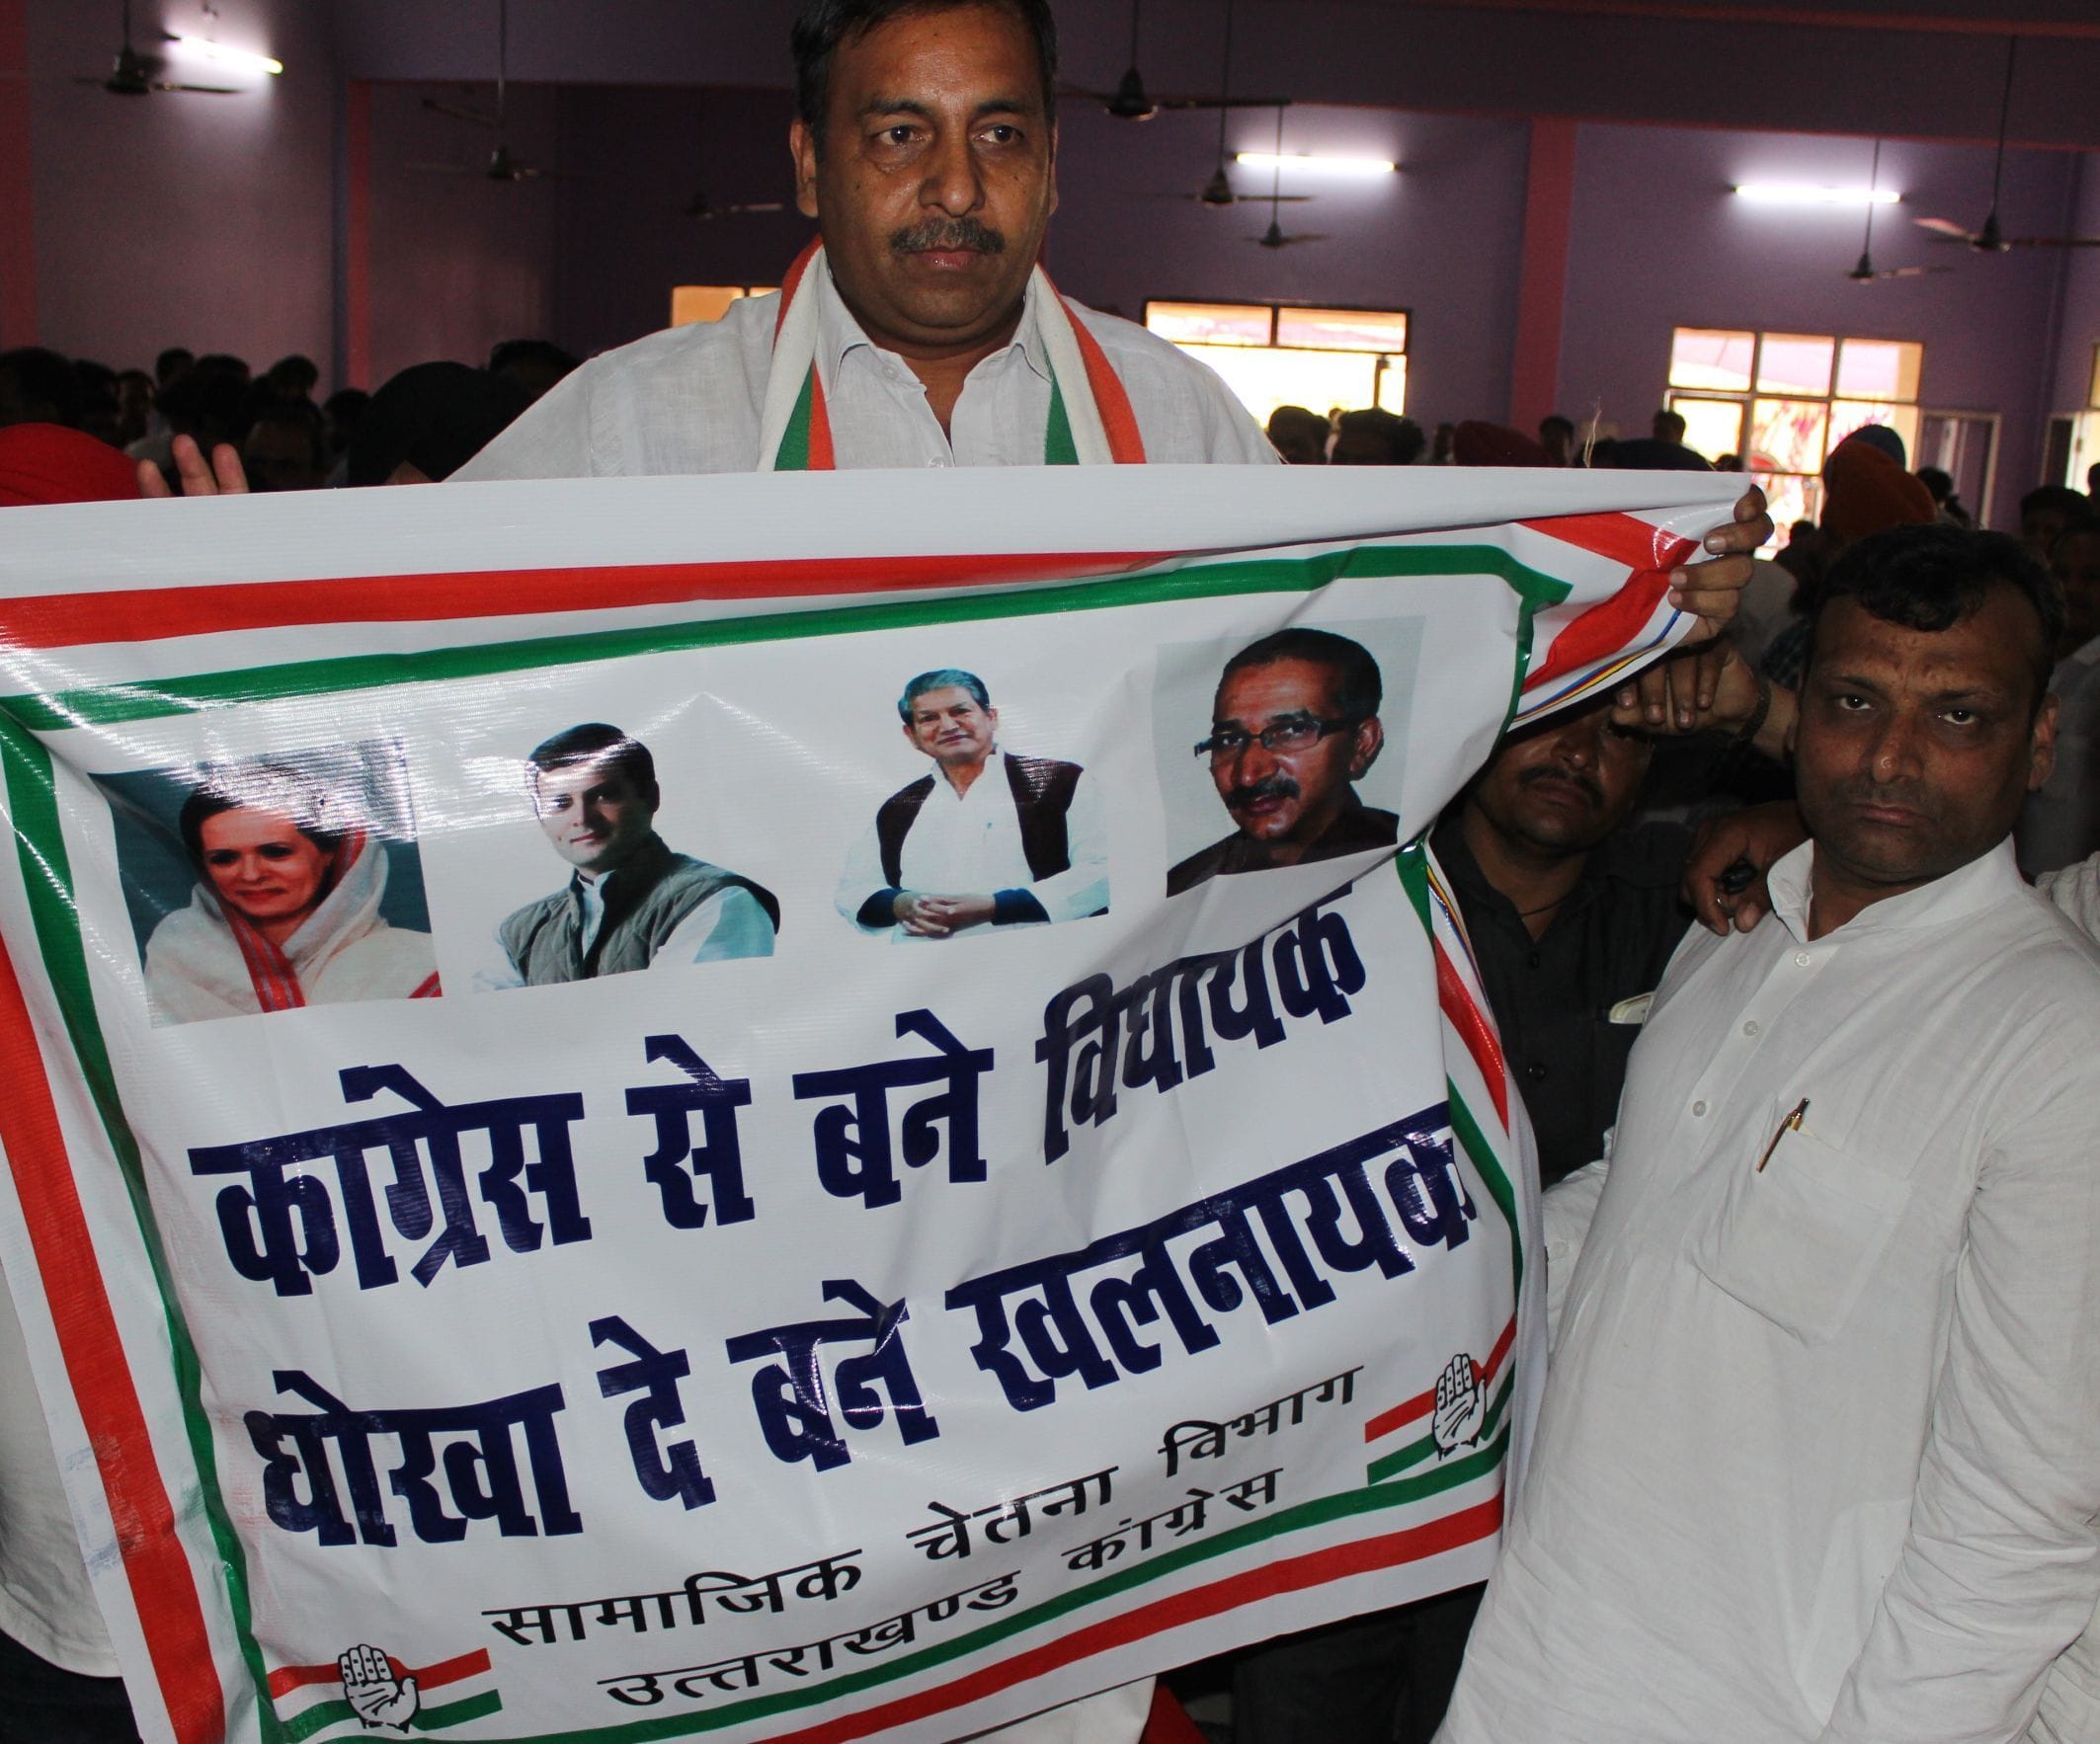 कांग्रेस से बने विधायक
धोखा दे बने खलनायक
सामाजिक चेतना विभाग
उत्तराखण्ड कांग्रेस